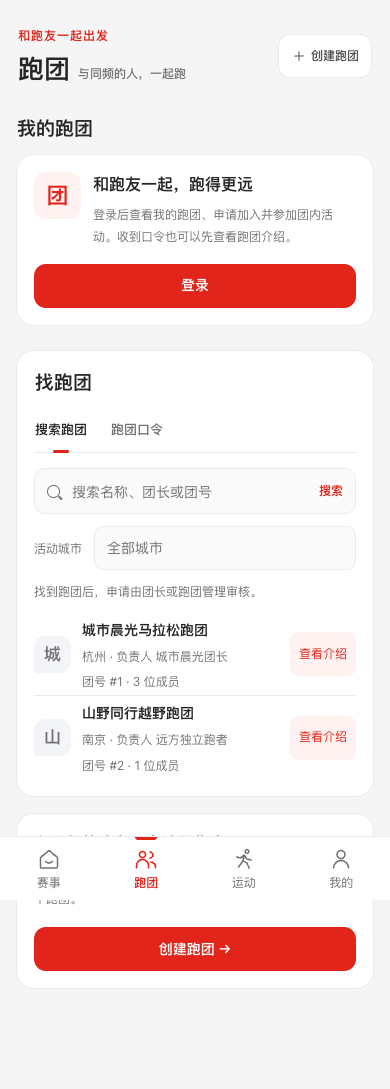 和跑友一起出发
跑团 与同频的人，一起跑
＋ 创建跑团
我的跑团
团
和跑友一起，跑得更远
登录后查看我的跑团、申请加入并参加团内活
动。收到口令也可以先查看跑团介绍。
登录
找跑团
搜索跑团 跑团口令
搜索名称、团长或团号 搜索
活动城市 全部城市
找到跑团后，申请由团长或跑团管理审核。
城
城市晨光马拉松跑团
杭州 · 负责人 城市晨光团长
团号 #1 · 3 位成员
查看介绍
山
山野同行越野跑团
南京 · 负责人 远方独立跑者
团号 #2 · 1 位成员
查看介绍
赛事 跑团 运动 我的
个跑团。
创建跑团 →